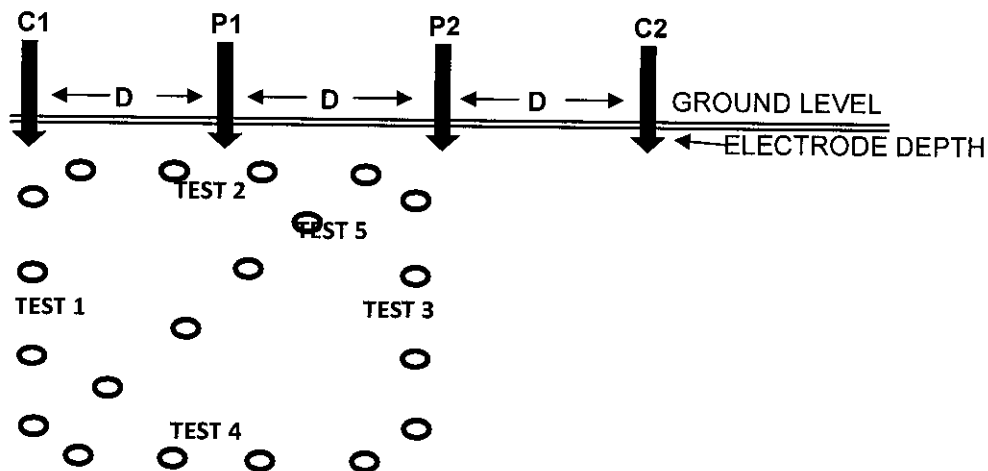 C1 P1 P2 C2
D D D
GROUND LEVEL
ELECTRODE DEPTH
TEST 2
TEST 5
TEST 1 TEST 3
TEST 4